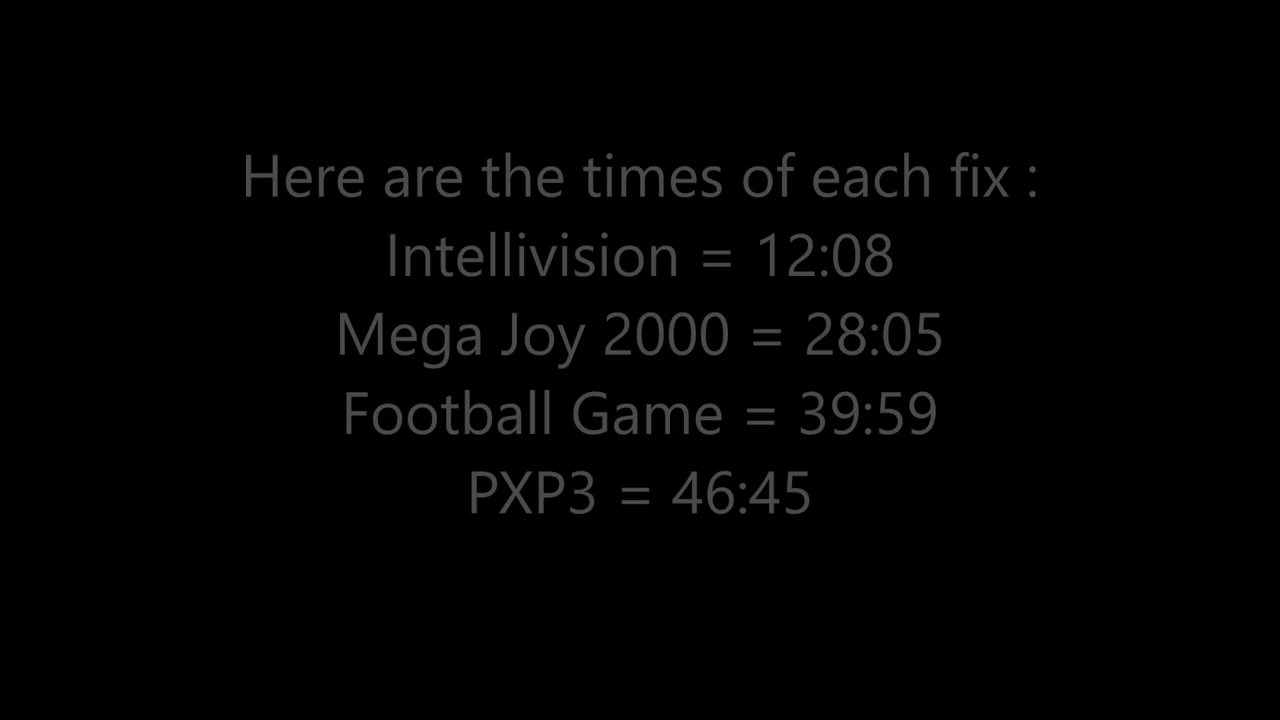 Here are the times of each fix :
Intellivision = 12:08
Mega Joy 2000 = 28:05
Football Game = 39:59
PXP3 = 46:45